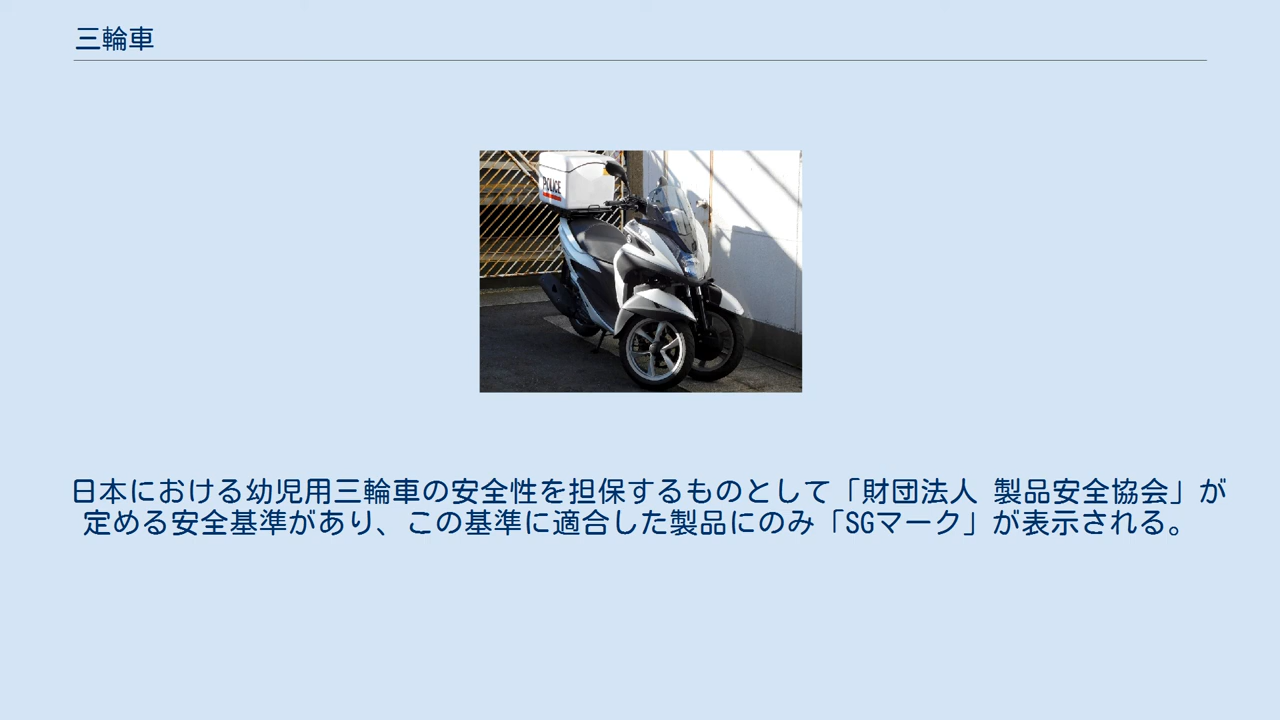 三輪車
POLICE
日本における幼児用三輪車の安全性を担保するものとして「財団法人 製品安全協会」が
定める安全基準があり、この基準に適合した製品にのみ「SGマーク」が表示される。